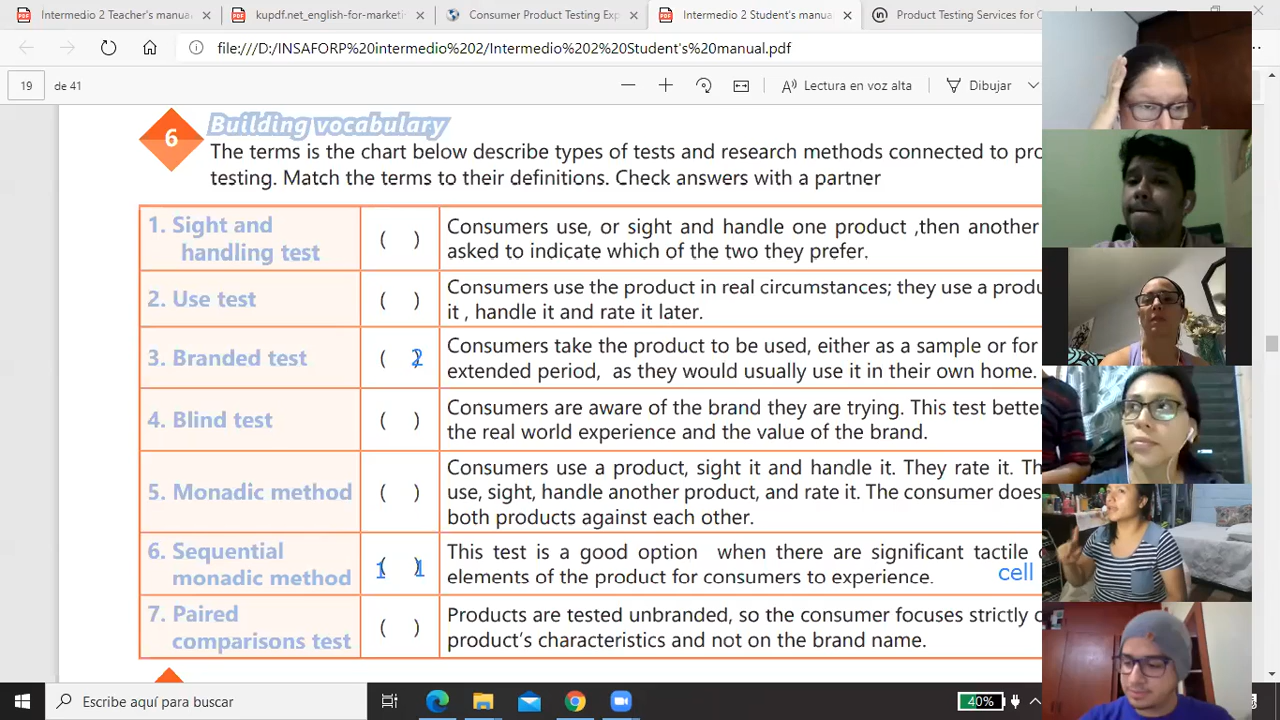 Intermedio 2 Teacher's manua
kupdf.net_english-for-marketi
Consumer Product Testing Exp
Intermedio 2 Student's manua
Product Testing Services for C
file:///D:/INSAFORP%20intermedio%202/Intermedio%202%20Student's%20manual.pdf
19 de 41
Lectura en voz alta
Dibujar
6 Building vocabulary
The terms is the chart below describe types of tests and research methods connected to pro
testing. Match the terms to their definitions. Check answers with a partner
1. Sight and
handling test
( )
Consumers use, or sight and handle one product ,then another
asked to indicate which of the two they prefer.
2. Use test
( )
Consumers use the product in real circumstances; they use a produ
it , handle it and rate it later.
3. Branded test
( 2
Consumers take the product to be used, either as a sample or for
extended period, as they would usually use it in their own home.
4. Blind test
( )
Consumers are aware of the brand they are trying. This test better
the real world experience and the value of the brand.
5. Monadic method
( )
Consumers use a product, sight it and handle it. They rate it. Th
use, sight, handle another product, and rate it. The consumer does
both products against each other.
6. Sequential
monadic method
1( )1
This test is a good option when there are significant tactile o
elements of the product for consumers to experience.
cell
7. Paired
comparisons test
( )
Products are tested unbranded, so the consumer focuses strictly o
product's characteristics and not on the brand name.
Escribe aquí para buscar
40%